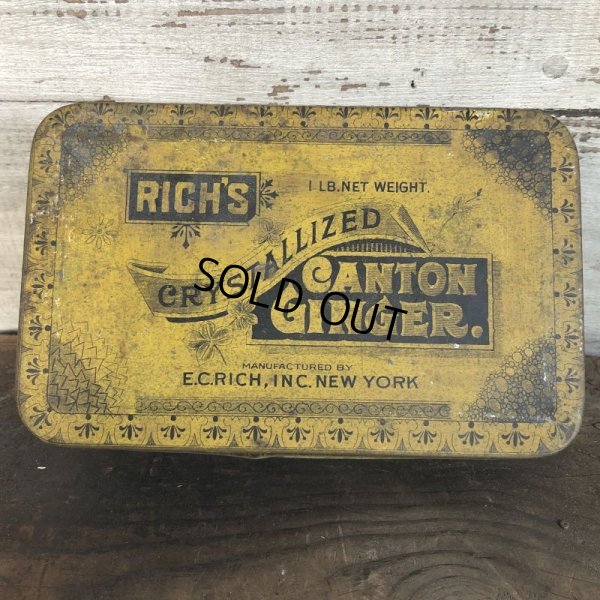 RICH'S
1 LB. NET WEIGHT.
CRYSTALLIZED
CANTON
GINGER.
SOLD OUT
MANUFACTURED BY
E.C.RICH, INC. NEW YORK